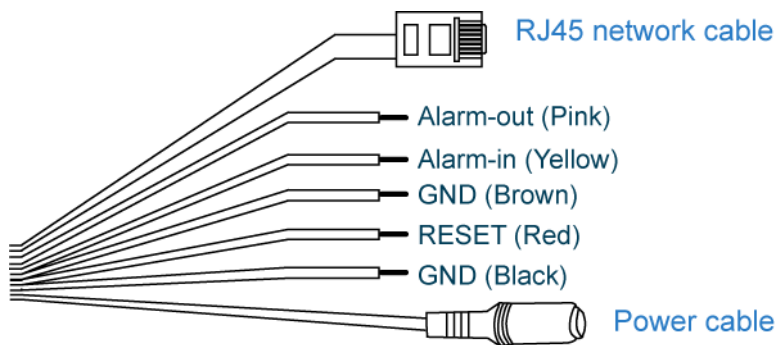 RJ45 network cable
Alarm-out (Pink)
Alarm-in (Yellow)
GND (Brown)
RESET (Red)
GND (Black)
Power cable